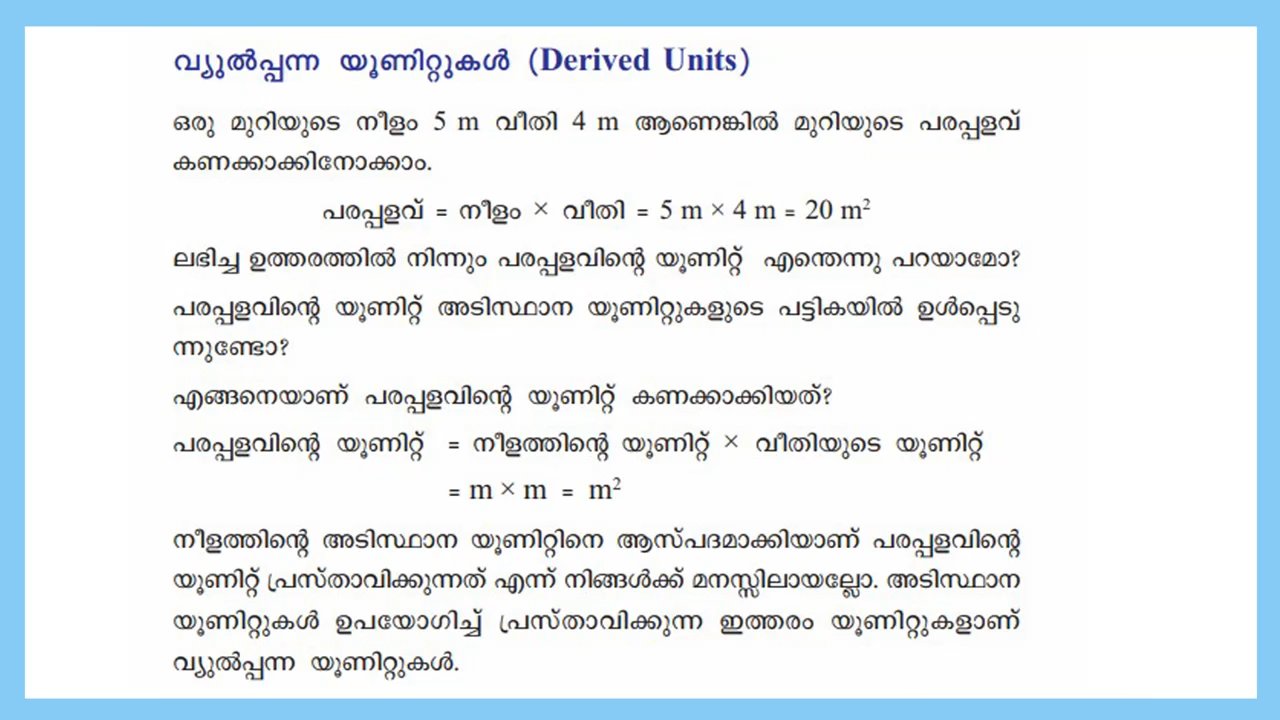 വ്യുൽപ്പന്ന യൂണിറ്റുകൾ (Derived Units)
ഒരു മുറിയുടെ നീളം 5 m വീതി 4 m ആണെങ്കിൽ മുറിയുടെ പരപ്പളവ്
കണക്കാക്കിനോക്കാം.
പരപ്പളവ് = നീളം × വീതി = 5 m × 4 m = 20 m²
ലഭിച്ച ഉത്തരത്തിൽ നിന്നും പരപ്പളവിന്റെ യൂണിറ്റ് എന്തെന്നു പറയാമോ?
പരപ്പളവിന്റെ യൂണിറ്റ് അടിസ്ഥാന യൂണിറ്റുകളുടെ പട്ടികയിൽ ഉൾപ്പെടു
ന്നുണ്ടോ?
എങ്ങനെയാണ് പരപ്പളവിന്റെ യൂണിറ്റ് കണക്കാക്കിയത്?
പരപ്പളവിന്റെ യൂണിറ്റ് = നീളത്തിന്റെ യൂണിറ്റ് × വീതിയുടെ യൂണിറ്റ്
= m × m = m²
നീളത്തിന്റെ അടിസ്ഥാന യൂണിറ്റിനെ ആസ്പദമാക്കിയാണ് പരപ്പളവിന്റെ
യൂണിറ്റ് പ്രസ്താവിക്കുന്നത് എന്ന് നിങ്ങൾക്ക് മനസ്സിലായല്ലോ. അടിസ്ഥാന
യൂണിറ്റുകൾ ഉപയോഗിച്ച് പ്രസ്താവിക്കുന്ന ഇത്തരം യൂണിറ്റുകളാണ്
വ്യുൽപ്പന്ന യൂണിറ്റുകൾ.